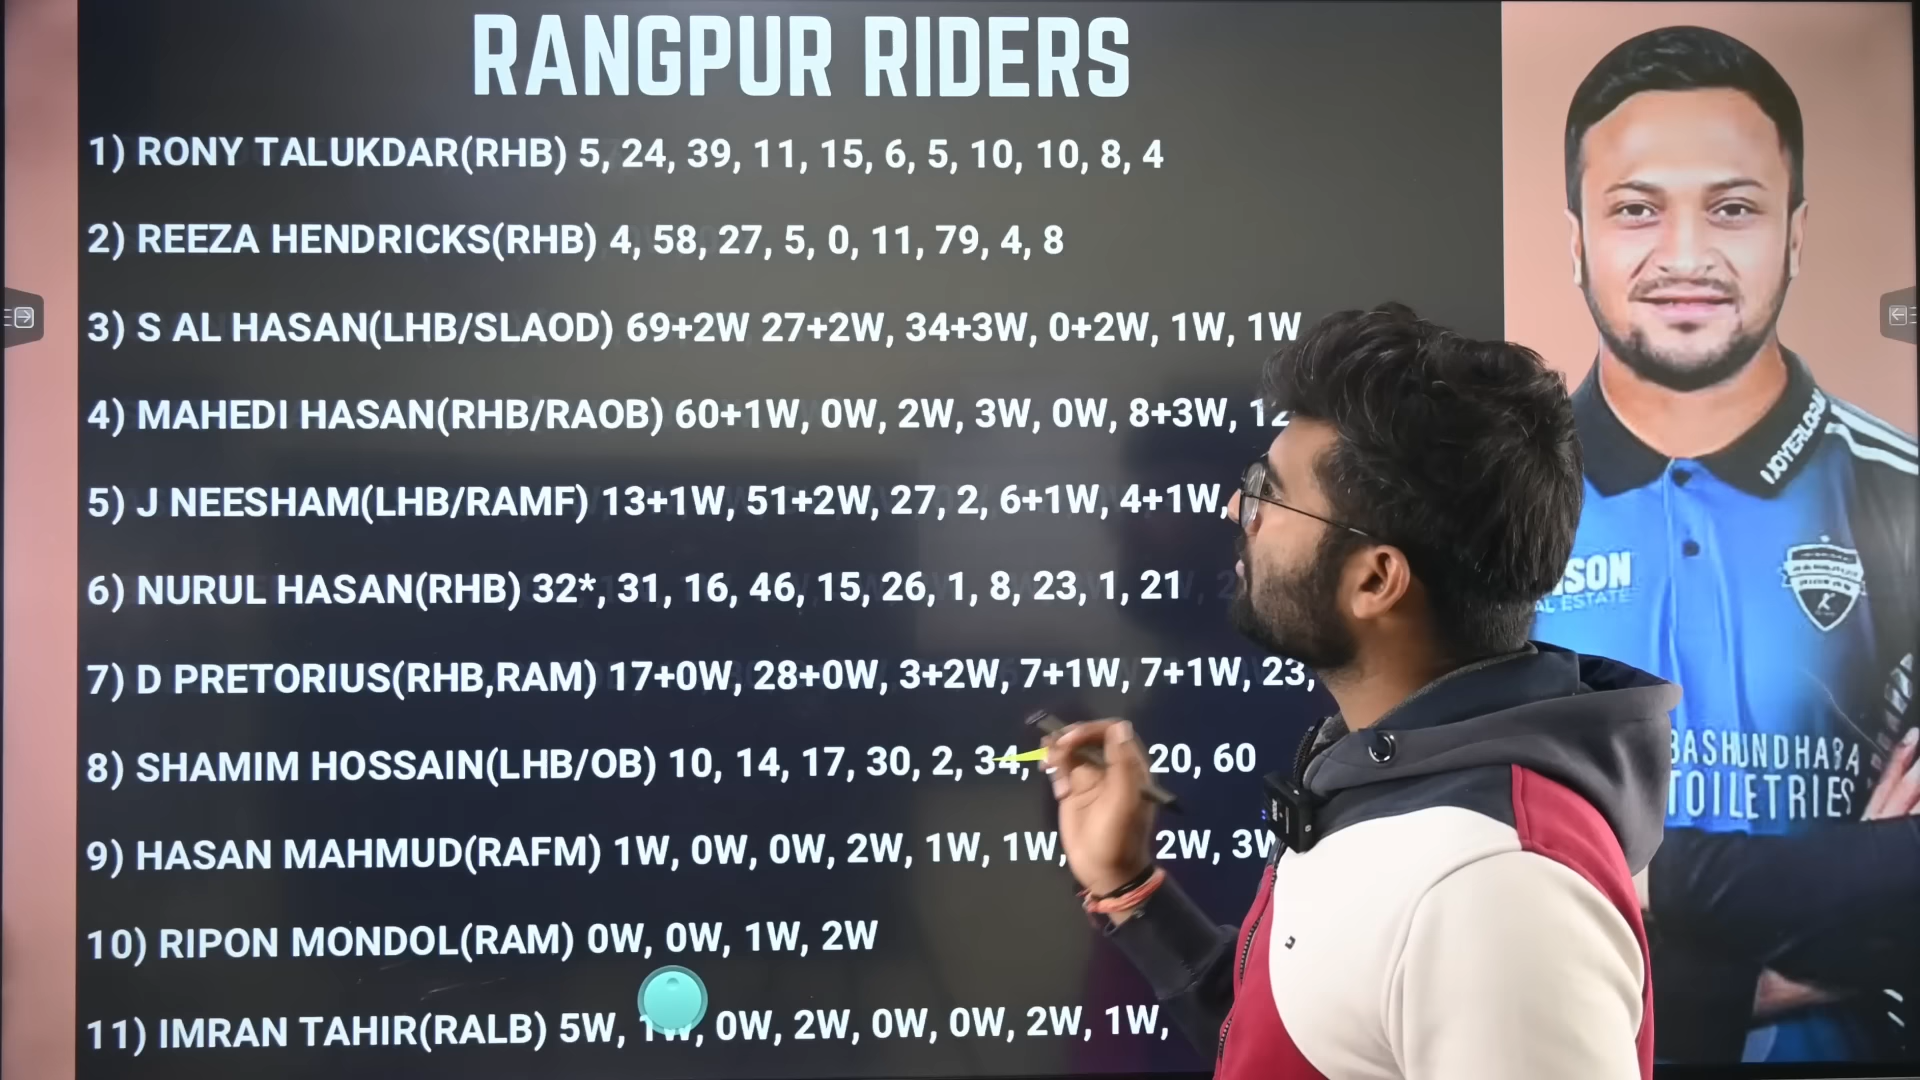 RANGPUR RIDERS
1) RONY TALUKDAR(RHB) 5, 24, 39, 11, 15, 6, 5, 10, 10, 8, 4
2) REEZA HENDRICKS(RHB) 4, 58, 27, 5, 0, 11, 79, 4, 8
3) S AL HASAN(LHB/SLAOD) 69+2W 27+2W, 34+3W, 0+2W, 1W, 1W
4) MAHEDI HASAN(RHB/RAOB) 60+1W, 0W, 2W, 3W, 0W, 8+3W, 12
5) J NEESHAM(LHB/RAMF) 13+1W, 51+2W, 27, 2, 6+1W, 4+1W,
6) NURUL HASAN(RHB) 32*, 31, 16, 46, 15, 26, 1, 8, 23, 1, 21
7) D PRETORIUS(RHB,RAM) 17+0W, 28+0W, 3+2W, 7+1W, 7+1W, 23,
8) SHAMIM HOSSAIN(LHB/OB) 10, 14, 17, 30, 2, 34, 20, 60
9) HASAN MAHMUD(RAFM) 1W, 0W, 0W, 2W, 1W, 1W, 2W, 3W
10) RIPON MONDOL(RAM) 0W, 0W, 1W, 2W
11) IMRAN TAHIR(RALB) 5W, 1W, 0W, 2W, 0W, 0W, 2W, 1W,
AL ESTATE
BASHUNDHARA
TOILETRIES